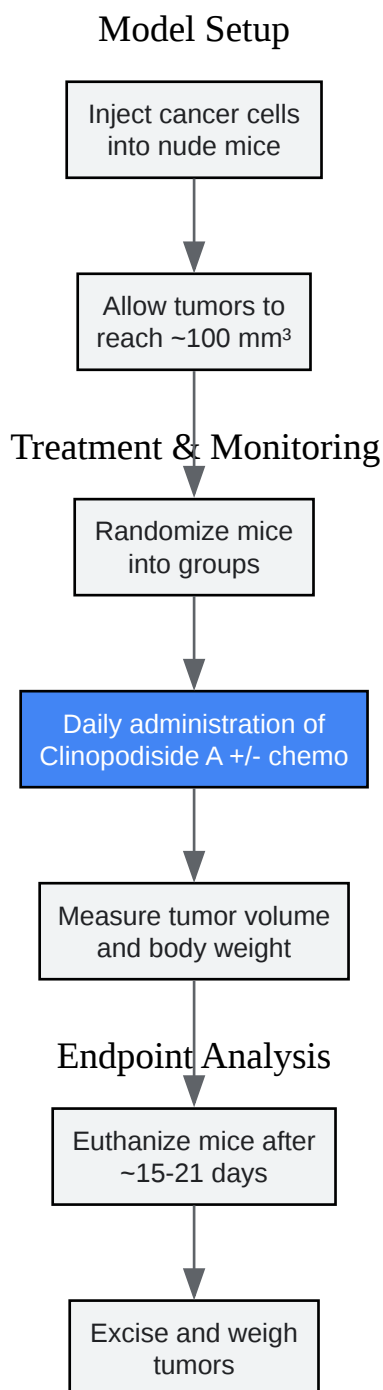 Model Setup
Inject cancer cells
into nude mice
Allow tumors to
reach ~100 mm³
Treatment & Monitoring
Randomize mice
into groups
Daily administration of
Clinopodiside A +/- chemo
Measure tumor volume
and body weight
Endpoint Analysis
Euthanize mice after
~15-21 days
Excise and weigh
tumors